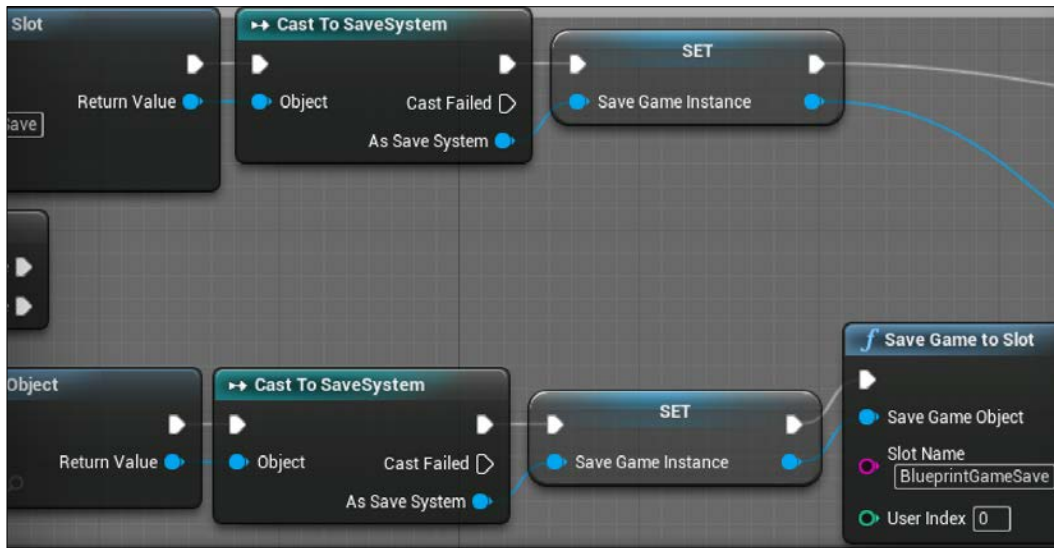 Slot
Cast To SaveSystem
SET
Return Value
Object
Cast Failed
Save Game Instance
Save
As Save System
Save Game to Slot
Object
Cast To SaveSystem
SET
Save Game Object
Return Value
Object
Cast Failed
Save Game Instance
Slot Name
BlueprintGameSave
As Save System
User Index 0